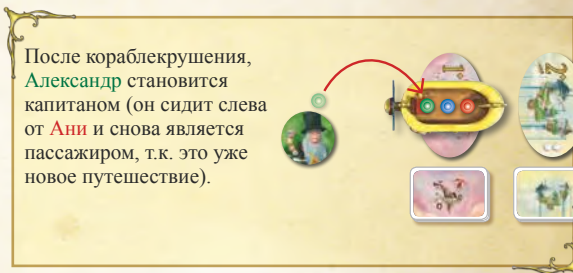 После кораблекрушения,
Александр становится
капитаном (он сидит слева
от Ани и снова является
пассажиром, т.к. это уже
новое путешествие).